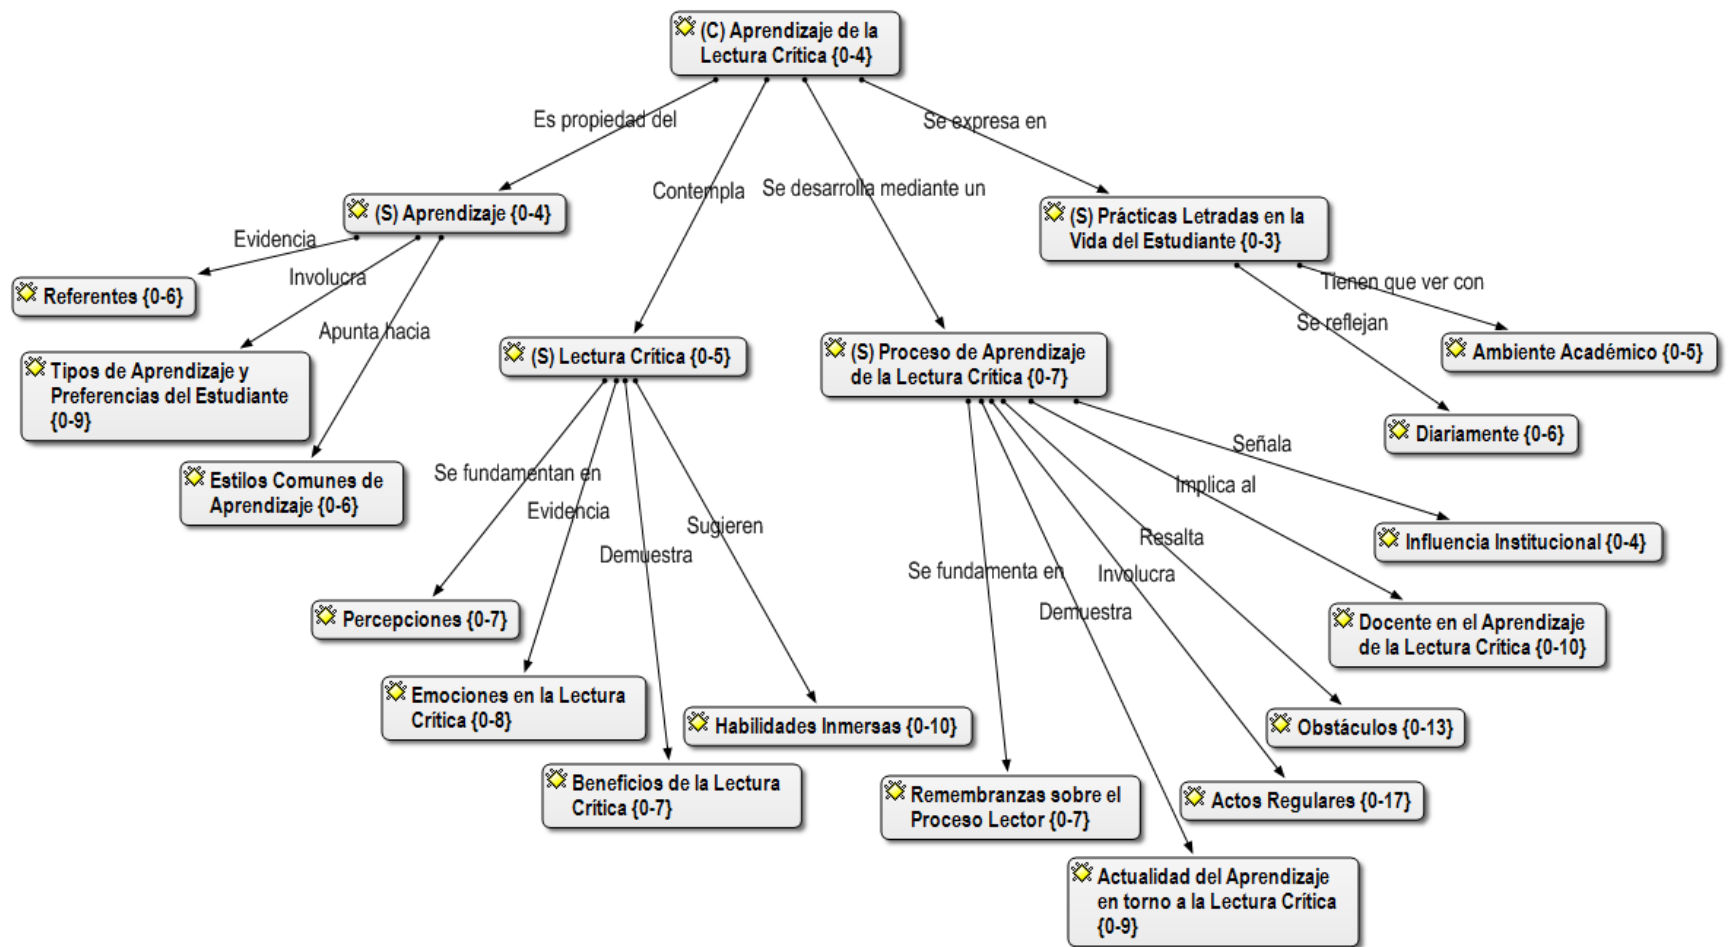 (C) Aprendizaje de la
Lectura Crítica {0-4}
Es propiedad del
Contempla
Se desarrolla mediante un
Se expresa en
(S) Aprendizaje {0-4}
Evidencia
Involucra
Apunta hacia
Referentes {0-6}
Tipos de Aprendizaje y
Preferencias del Estudiante
{0-9}
Estilos Comunes de
Aprendizaje {0-6}
(S) Lectura Crítica {0-5}
Se fundamentan en
Evidencia
Demuestra
Sugieren
Percepciones {0-7}
Emociones en la Lectura
Crítica {0-8}
Beneficios de la Lectura
Crítica {0-7}
Habilidades Inmersas {0-10}
(S) Proceso de Aprendizaje
de la Lectura Crítica {0-7}
Se fundamenta en
Demuestra
Involucra
Resalta
Implica al
Señala
Remembranzas sobre el
Proceso Lector {0-7}
Actualidad del Aprendizaje
en torno a la Lectura Crítica
{0-9}
Actos Regulares {0-17}
Obstáculos {0-13}
Docente en el Aprendizaje
de la Lectura Crítica {0-10}
Influencia Institucional {0-4}
(S) Prácticas Letradas en la
Vida del Estudiante {0-3}
Tienen que ver con
Se reflejan
Ambiente Académico {0-5}
Diariamente {0-6}